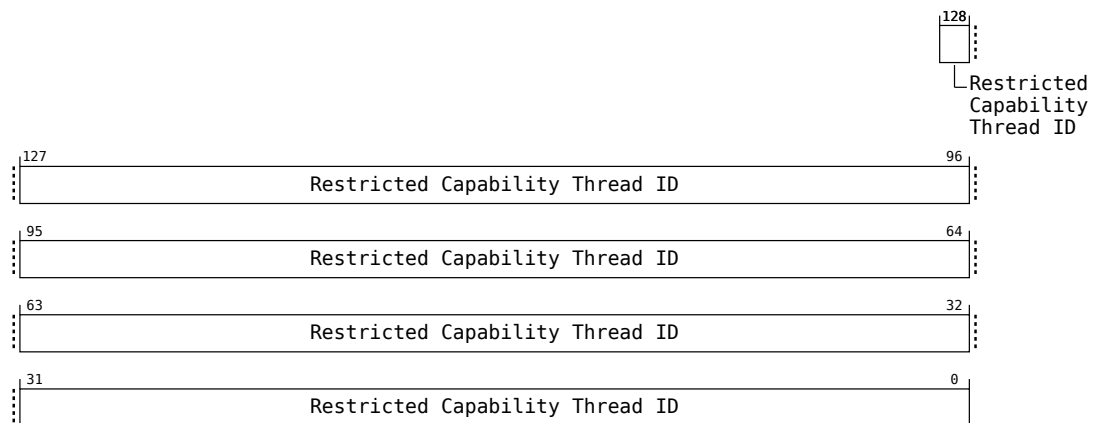 128
Restricted
Capability
Thread ID
127 96
Restricted Capability Thread ID
95 64
Restricted Capability Thread ID
63 32
Restricted Capability Thread ID
31 0
Restricted Capability Thread ID